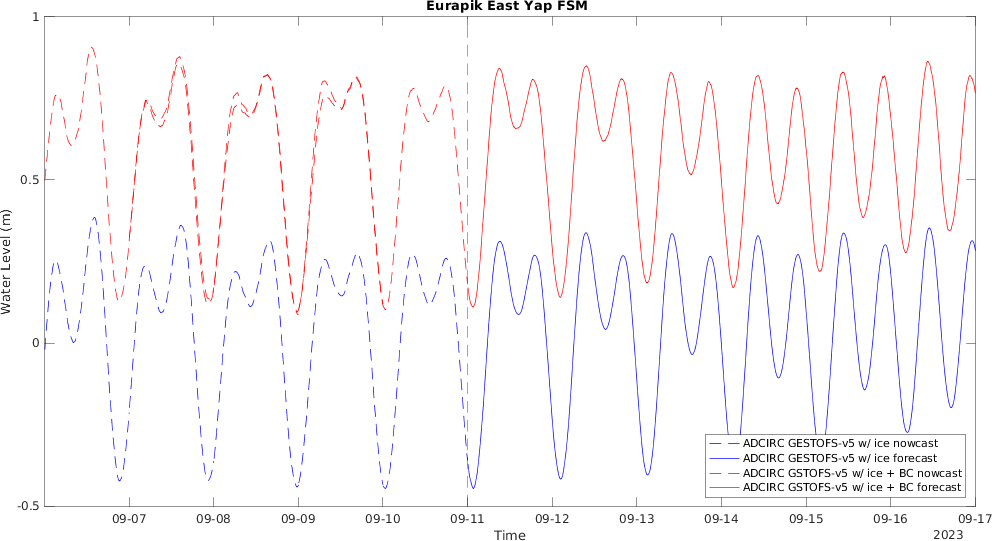 Eurapik East Yap FSM
1
0.5
0
-0.5
Water Level (m)
ADCIRC GESTOFS-v5 w/ ice nowcast
ADCIRC GESTOFS-v5 w/ ice forecast
ADCIRC GSTOFS-v5 w/ ice + BC nowcast
ADCIRC GSTOFS-v5 w/ ice + BC forecast
09-07 09-08 09-09 09-10 09-11 09-12 09-13 09-14 09-15 09-16 09-17
Time
2023